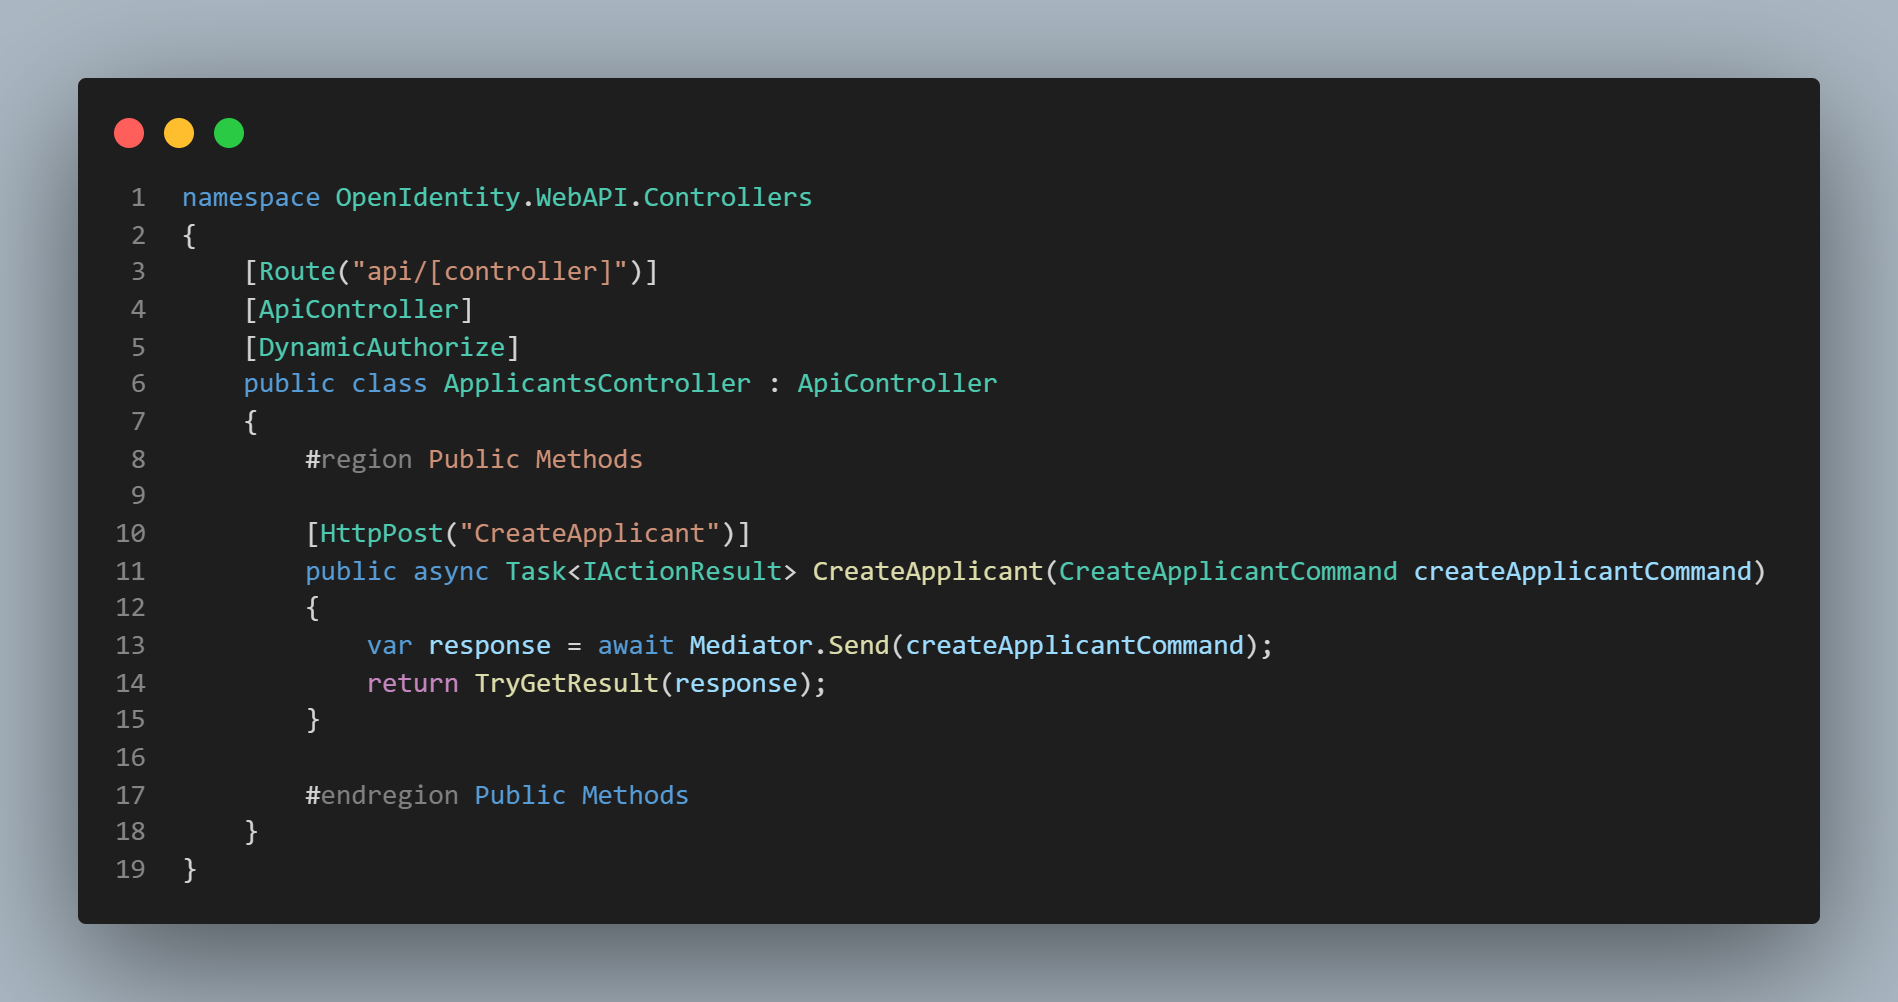 1 namespace OpenIdentity.WebAPI.Controllers
2 {
3     [Route("api/[controller]")]
4     [ApiController]
5     [DynamicAuthorize]
6     public class ApplicantsController : ApiController
7     {
8         #region Public Methods
9
10         [HttpPost("CreateApplicant")]
11         public async Task<IActionResult> CreateApplicant(CreateApplicantCommand createApplicantCommand)
12         {
13             var response = await Mediator.Send(createApplicantCommand);
14             return TryGetResult(response);
15         }
16
17         #endregion Public Methods
18     }
19 }